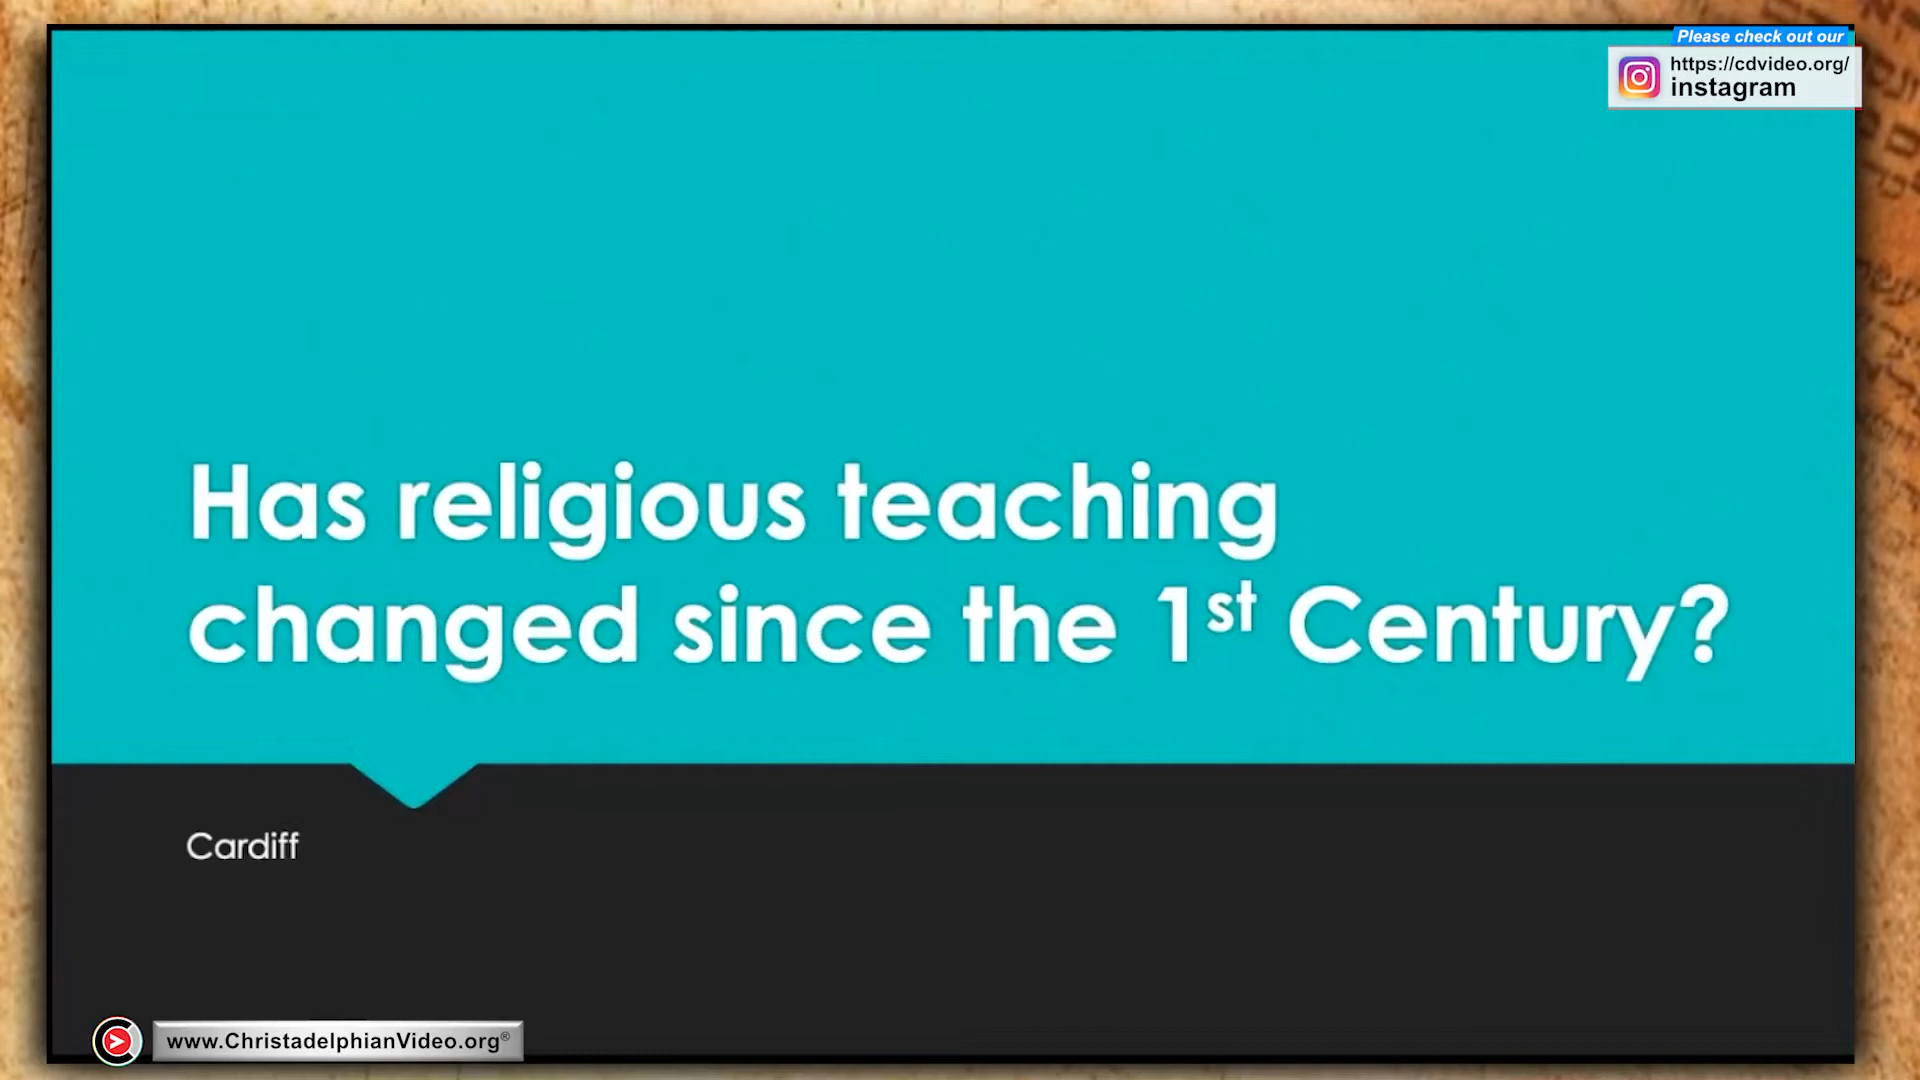 Please check out our
https://cdvideo.org/
instagram
Has religious teaching
changed since the 1st Century?
Cardiff
www.ChristadelphianVideo.org®